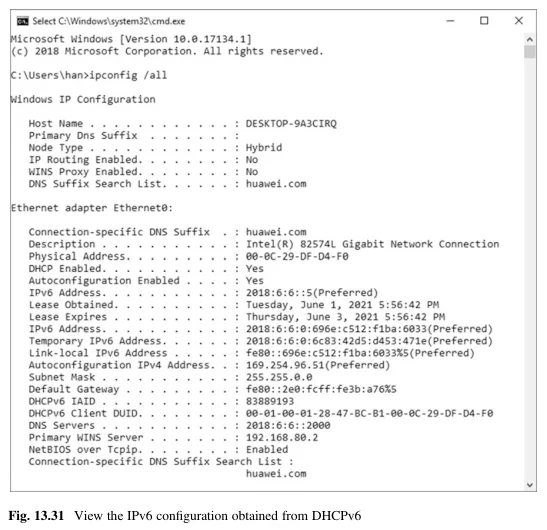 Select C:\Windows\system32\cmd.exe
Microsoft Windows [Version 10.0.17134.1]
(c) 2018 Microsoft Corporation. All rights reserved.
C:\Users\han>ipconfig /all
Windows IP Configuration
Host Name . . . . . . . . . . . . : DESKTOP-9A3CIRQ
Primary Dns Suffix  . . . . . . . :
Node Type . . . . . . . . . . . . : Hybrid
IP Routing Enabled. . . . . . . . : No
WINS Proxy Enabled. . . . . . . . : No
DNS Suffix Search List. . . . . . : huawei.com
Ethernet adapter Ethernet0:
Connection-specific DNS Suffix  . : huawei.com
Description . . . . . . . . . . . : Intel(R) 82574L Gigabit Network Connection
Physical Address. . . . . . . . . : 00-0C-29-DF-D4-F0
DHCP Enabled. . . . . . . . . . . : Yes
Autoconfiguration Enabled . . . . : Yes
IPv6 Address. . . . . . . . . . . : 2018:6:6::5(Preferred)
Lease Obtained. . . . . . . . . . : Tuesday, June 1, 2021 5:56:42 PM
Lease Expires . . . . . . . . . . : Thursday, June 3, 2021 5:56:42 PM
IPv6 Address. . . . . . . . . . . : 2018:6:6:0:696e:c512:f1ba:6033(Preferred)
Temporary IPv6 Address. . . . . . : 2018:6:6:0:6c83:42d5:d453:471e(Preferred)
Link-local IPv6 Address . . . . . : fe80::696e:c512:f1ba:6033%5(Preferred)
Autoconfiguration IPv4 Address. . : 169.254.96.51(Preferred)
Subnet Mask . . . . . . . . . . . : 255.255.0.0
Default Gateway . . . . . . . . . : fe80::2e0:fcff:fe3b:a76%5
DHCPv6 IAID . . . . . . . . . . . : 83889193
DHCPv6 Client DUID. . . . . . . . : 00-01-00-01-28-47-BC-B1-00-0C-29-DF-D4-F0
DNS Servers . . . . . . . . . . . : 2018:6:6::2000
Primary WINS Server . . . . . . . : 192.168.80.2
NetBIOS over Tcpip. . . . . . . . : Enabled
Connection-specific DNS Suffix Search List :
huawei.com
Fig. 13.31 View the IPv6 configuration obtained from DHCPv6